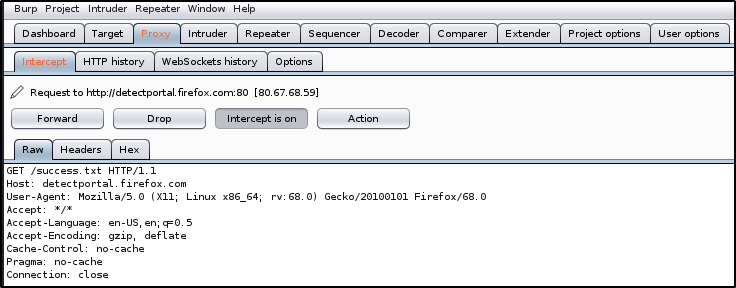 Burp Project Intruder Repeater Window Help
Dashboard Target Proxy Intruder Repeater Sequencer Decoder Comparer Extender Project options User options
Intercept HTTP history WebSockets history Options
Request to http://detectportal.firefox.com:80 [80.67.68.59]
Forward Drop Intercept is on Action
Raw Headers Hex
GET /success.txt HTTP/1.1
Host: detectportal.firefox.com
User-Agent: Mozilla/5.0 (X11; Linux x86_64; rv:68.0) Gecko/20100101 Firefox/68.0
Accept: */*
Accept-Language: en-US,en;q=0.5
Accept-Encoding: gzip, deflate
Cache-Control: no-cache
Pragma: no-cache
Connection: close